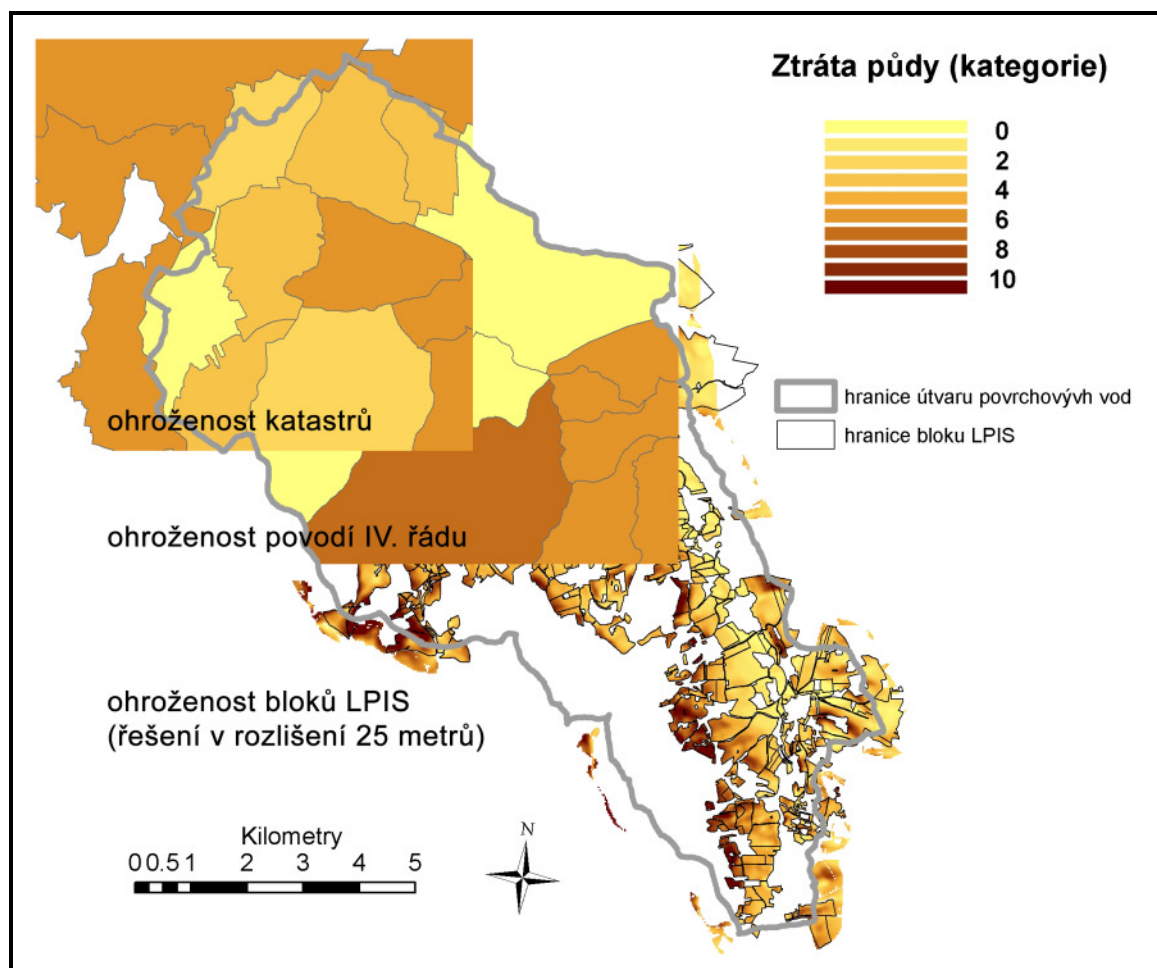 Ztráta půdy (kategorie)
0
2
4
6
8
10
hranice útvaru povrchovývh vod
hranice bloku LPIS
ohroženost katastrů
ohroženost povodí IV. řádu
ohroženost bloků LPIS
(řešení v rozlišení 25 metrů)
Kilometry
0 0.5 1 2 3 4 5
N